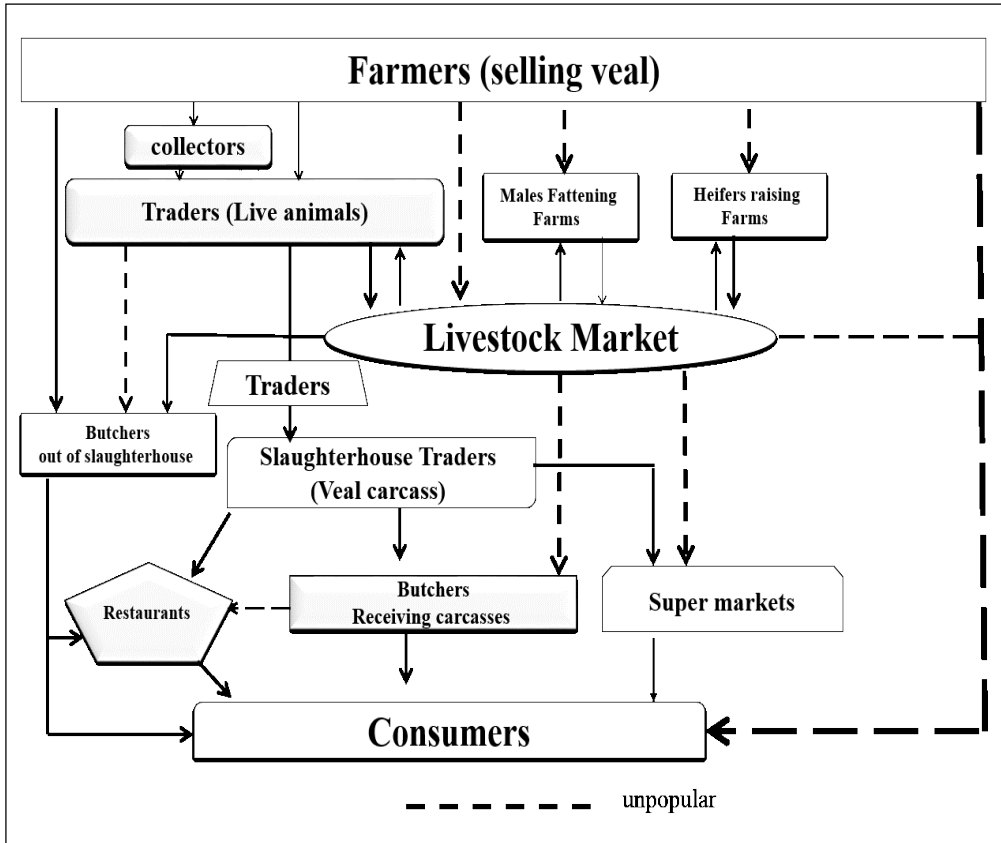 Farmers (selling veal)
collectors
Traders (Live animals)
Males Fattening
Farms
Heifers raising
Farms
Livestock Market
Traders
Butchers
out of slaughterhouse
Slaughterhouse Traders
(Veal carcass)
Restaurants
Butchers
Receiving carcasses
Super markets
Consumers
unpopular